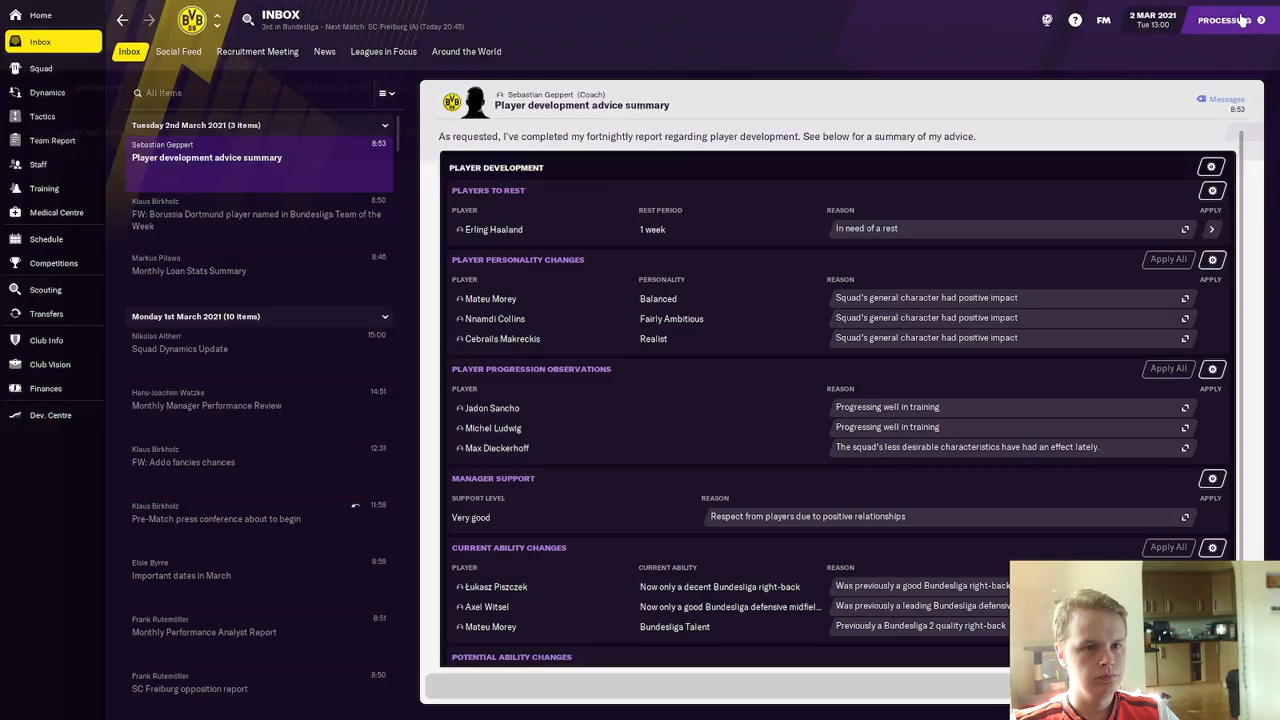 Home
Inbox
Squad
Dynamics
Tactics
Team Report
Staff
Training
Medical Centre
Schedule
Competitions
Scouting
Transfers
Club Info
Club Vision
Finances
Dev. Centre
BVB
09
INBOX
3rd in Bundesliga - Next Match: SC Freiburg (A) (Today 20:45)
FM
2 MAR 2021
Tue 13:00
PROCESSING
Inbox Social Feed Recruitment Meeting News Leagues in Focus Around the World
All Items
Tuesday 2nd March 2021 (3 items)
Sebastian Geppert 8:53
Player development advice summary
Klaus Birkholz 8:50
FW: Borussia Dortmund player named in Bundesliga Team of the
Week
Markus Pilawa 8:46
Monthly Loan Stats Summary
Monday 1st March 2021 (10 items)
Nikolas Altherr 15:00
Squad Dynamics Update
Hans-Joachim Watzke 14:51
Monthly Manager Performance Review
Klaus Birkholz 12:31
FW: Addo fancies chances
Klaus Birkholz 11:58
Pre-Match press conference about to begin
Elsie Byrne 8:59
Important dates in March
Frank Rutemöller 8:51
Monthly Performance Analyst Report
Frank Rutemöller 8:50
SC Freiburg opposition report
Sebastian Geppert (Coach)
Player development advice summary
Messages
8:53
As requested, I've completed my fortnightly report regarding player development. See below for a summary of my advice.
PLAYER DEVELOPMENT
PLAYERS TO REST
PLAYER REST PERIOD REASON APPLY
Erling Haaland 1 week In need of a rest
PLAYER PERSONALITY CHANGES Apply All
PLAYER PERSONALITY REASON APPLY
Mateu Morey Balanced Squad's general character had positive impact
Nnamdi Collins Fairly Ambitious Squad's general character had positive impact
Cebrails Makreckis Realist Squad's general character had positive impact
PLAYER PROGRESSION OBSERVATIONS Apply All
PLAYER REASON APPLY
Jadon Sancho Progressing well in training
Michel Ludwig Progressing well in training
Max Dieckerhoff The squad's less desirable characteristics have had an effect lately.
MANAGER SUPPORT
SUPPORT LEVEL REASON APPLY
Very good Respect from players due to positive relationships
CURRENT ABILITY CHANGES Apply All
PLAYER CURRENT ABILITY REASON
Łukasz Piszczek Now only a decent Bundesliga right-back Was previously a good Bundesliga right-back
Axel Witsel Now only a good Bundesliga defensive midfiel... Was previously a leading Bundesliga defensiv
Mateu Morey Bundesliga Talent Previously a Bundesliga 2 quality right-back
POTENTIAL ABILITY CHANGES